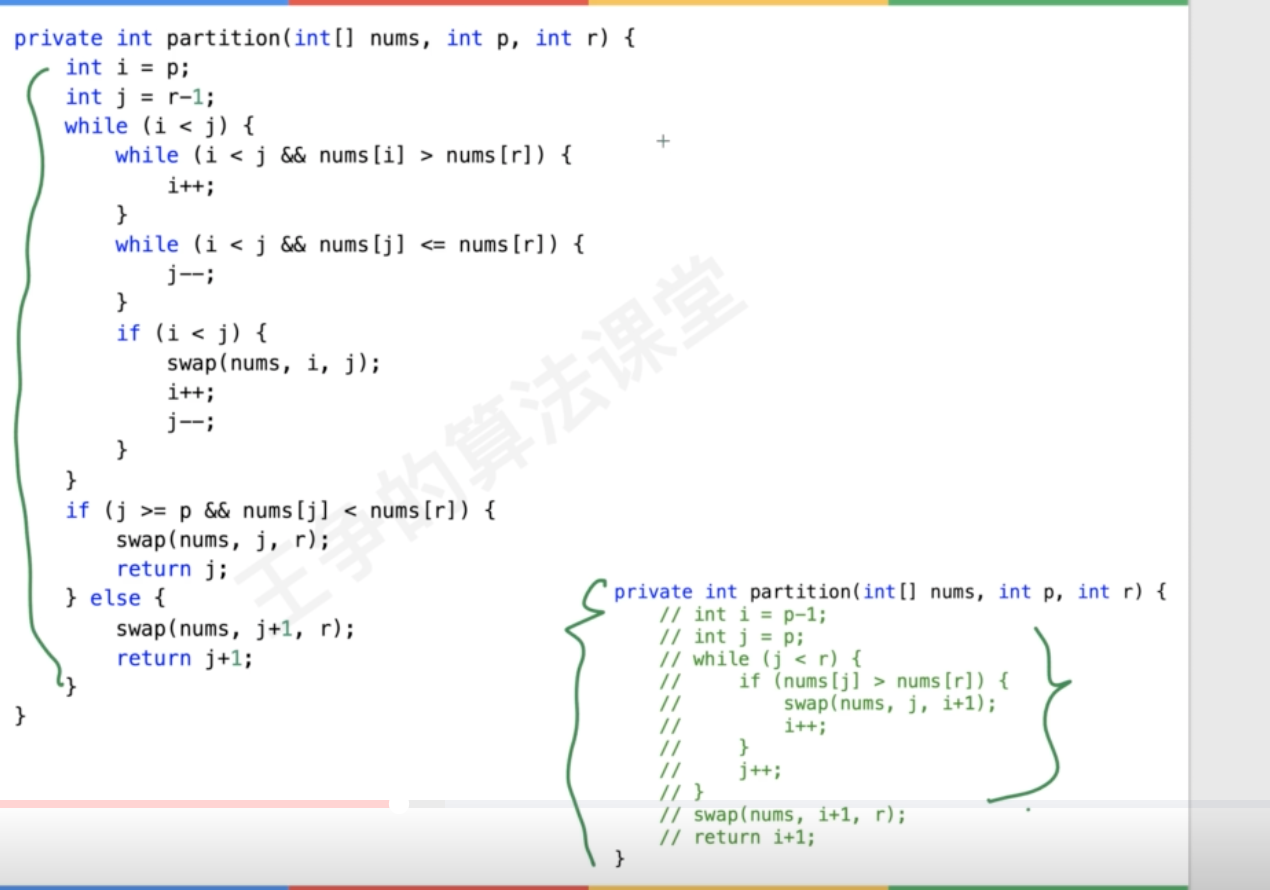 private int partition(int[] nums, int p, int r) {
int i = p;
int j = r-1;
while (i < j) {
while (i < j && nums[i] > nums[r]) {
i++;
}
while (i < j && nums[j] <= nums[r]) {
j--;
}
if (i < j) {
swap(nums, i, j);
i++;
j--;
}
}
if (j >= p && nums[j] < nums[r]) {
swap(nums, j, r);
return j;
} else {
swap(nums, j+1, r);
return j+1;
}
}
private int partition(int[] nums, int p, int r) {
// int i = p-1;
// int j = p;
// while (j < r) {
//     if (nums[j] > nums[r]) {
//         swap(nums, j, i+1);
//         i++;
//     }
//     j++;
// }
// swap(nums, i+1, r);
// return i+1;
}
王争的算法课堂